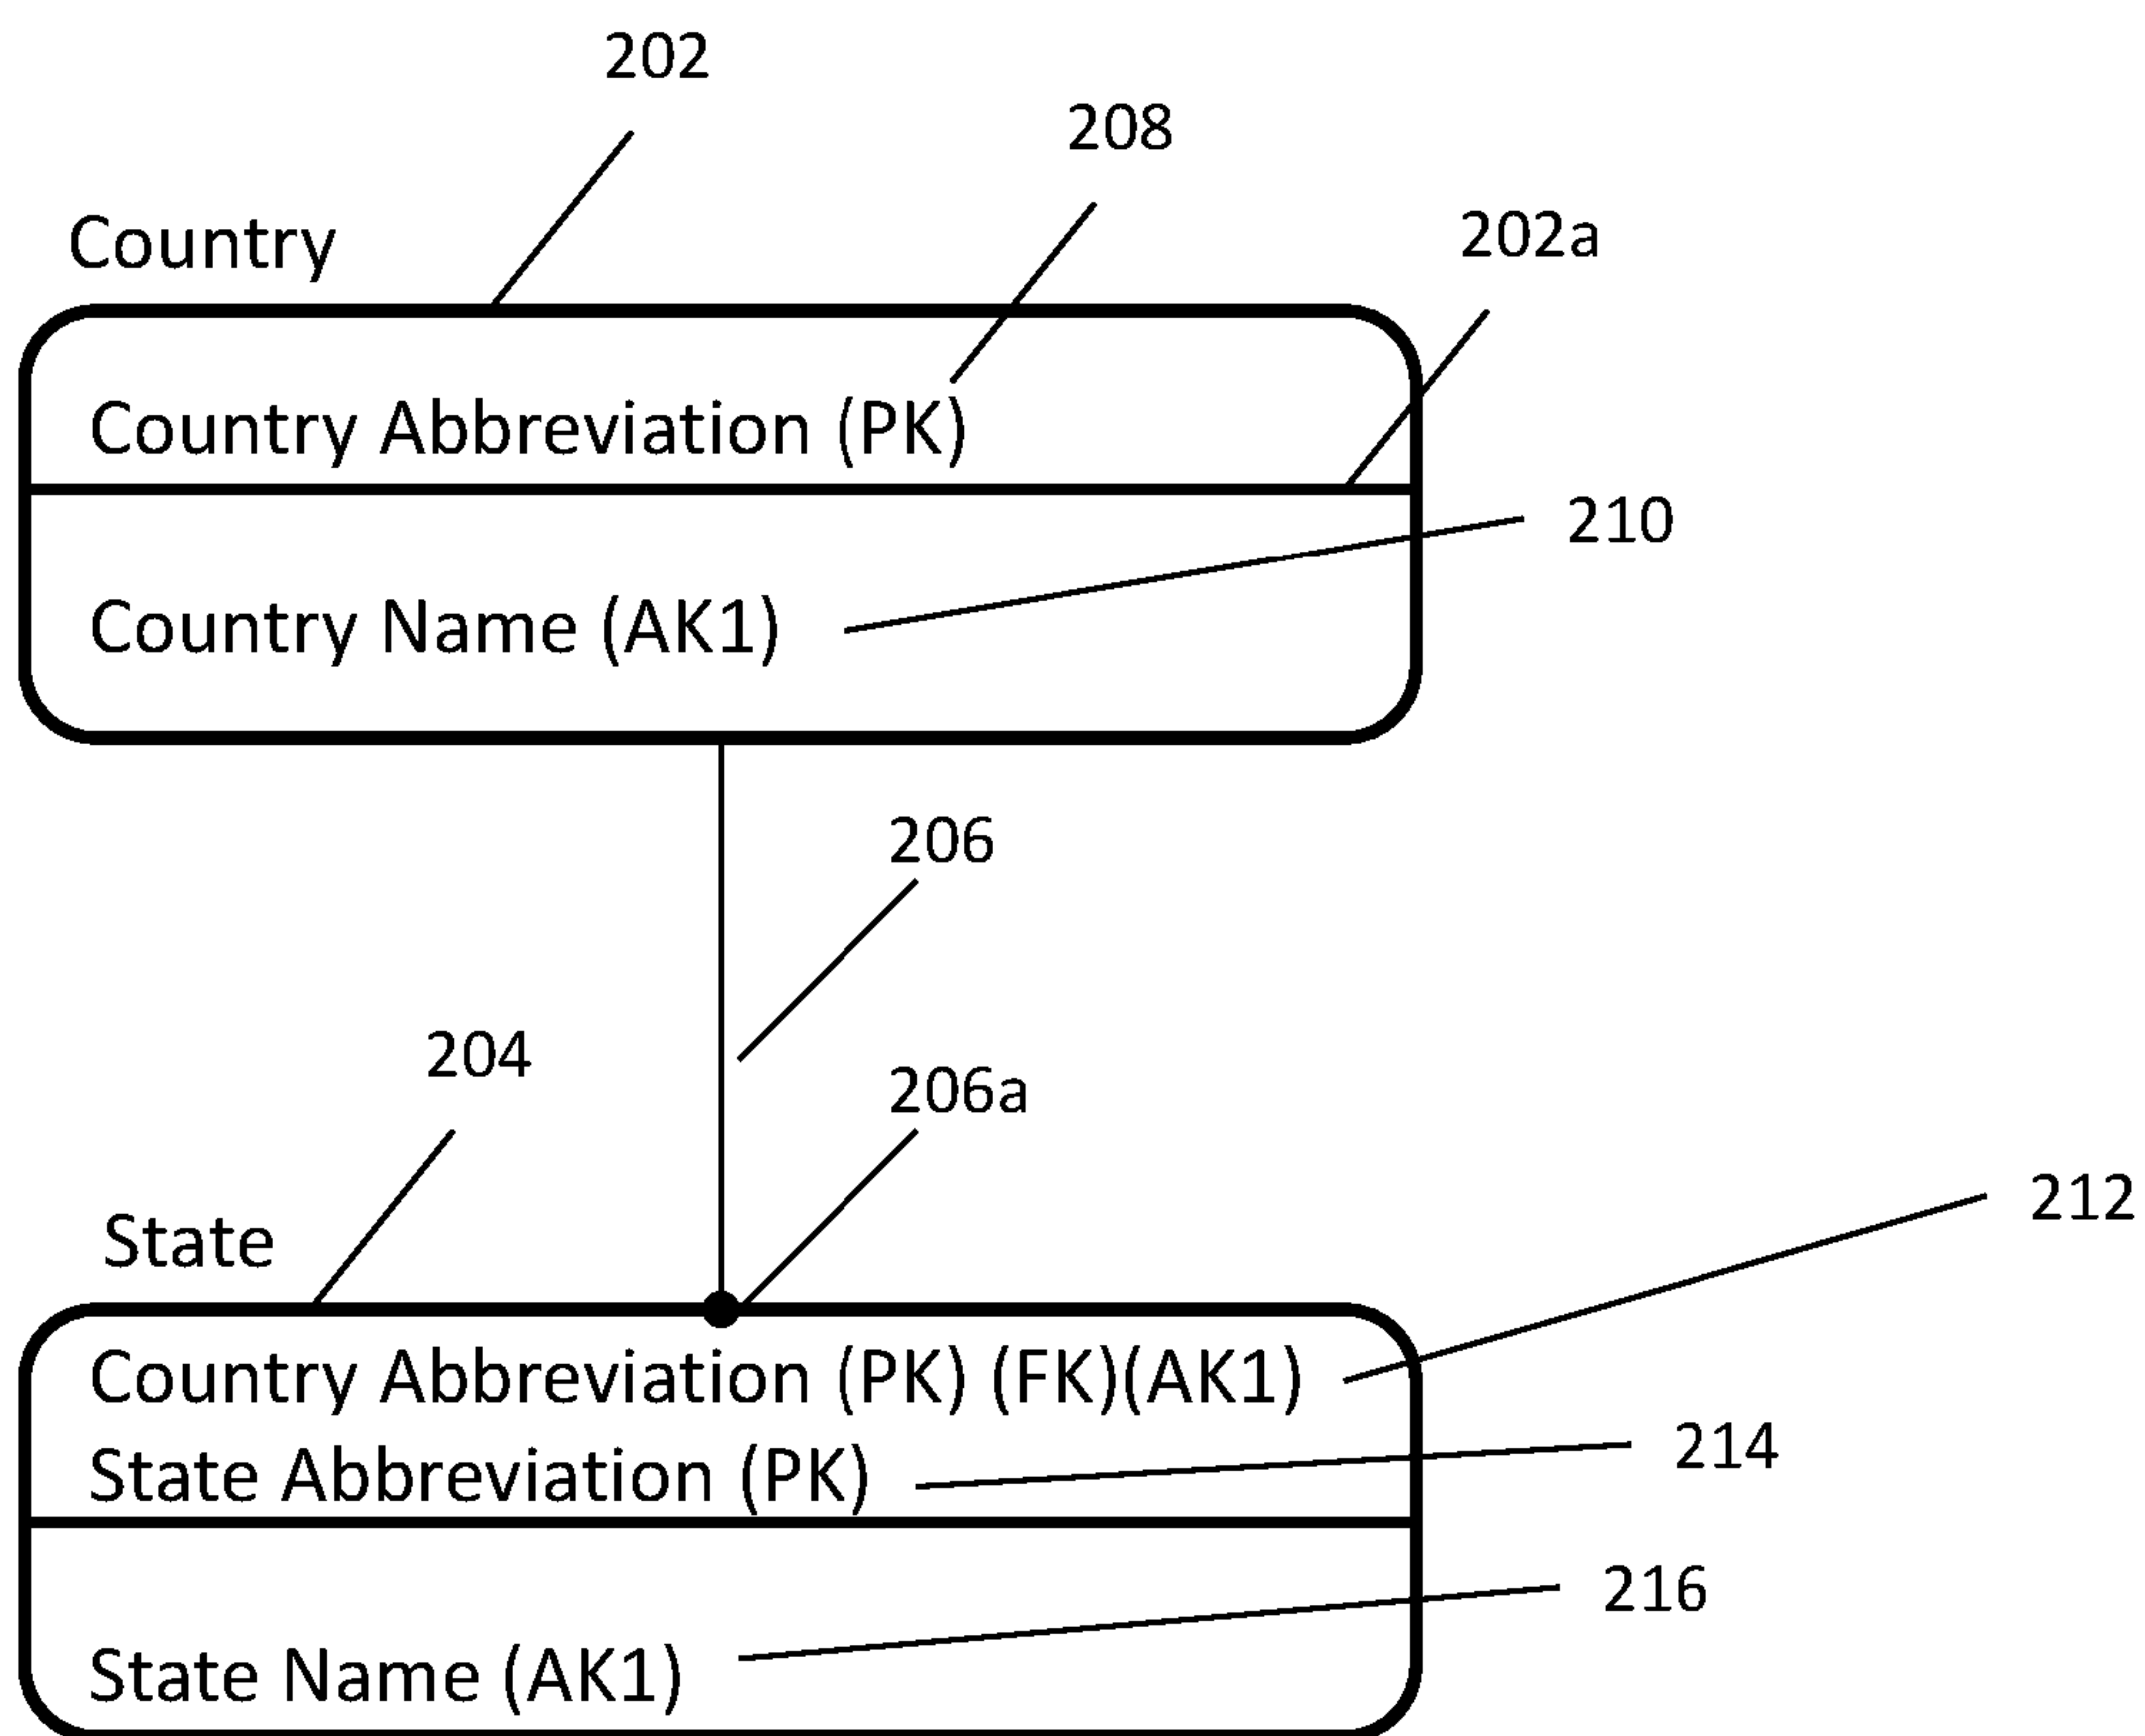 202
208
202a
Country
Country Abbreviation (PK)
210
Country Name (AK1)
206
204
206a
212
State
Country Abbreviation (PK) (FK)(AK1)
214
State Abbreviation (PK)
216
State Name (AK1)